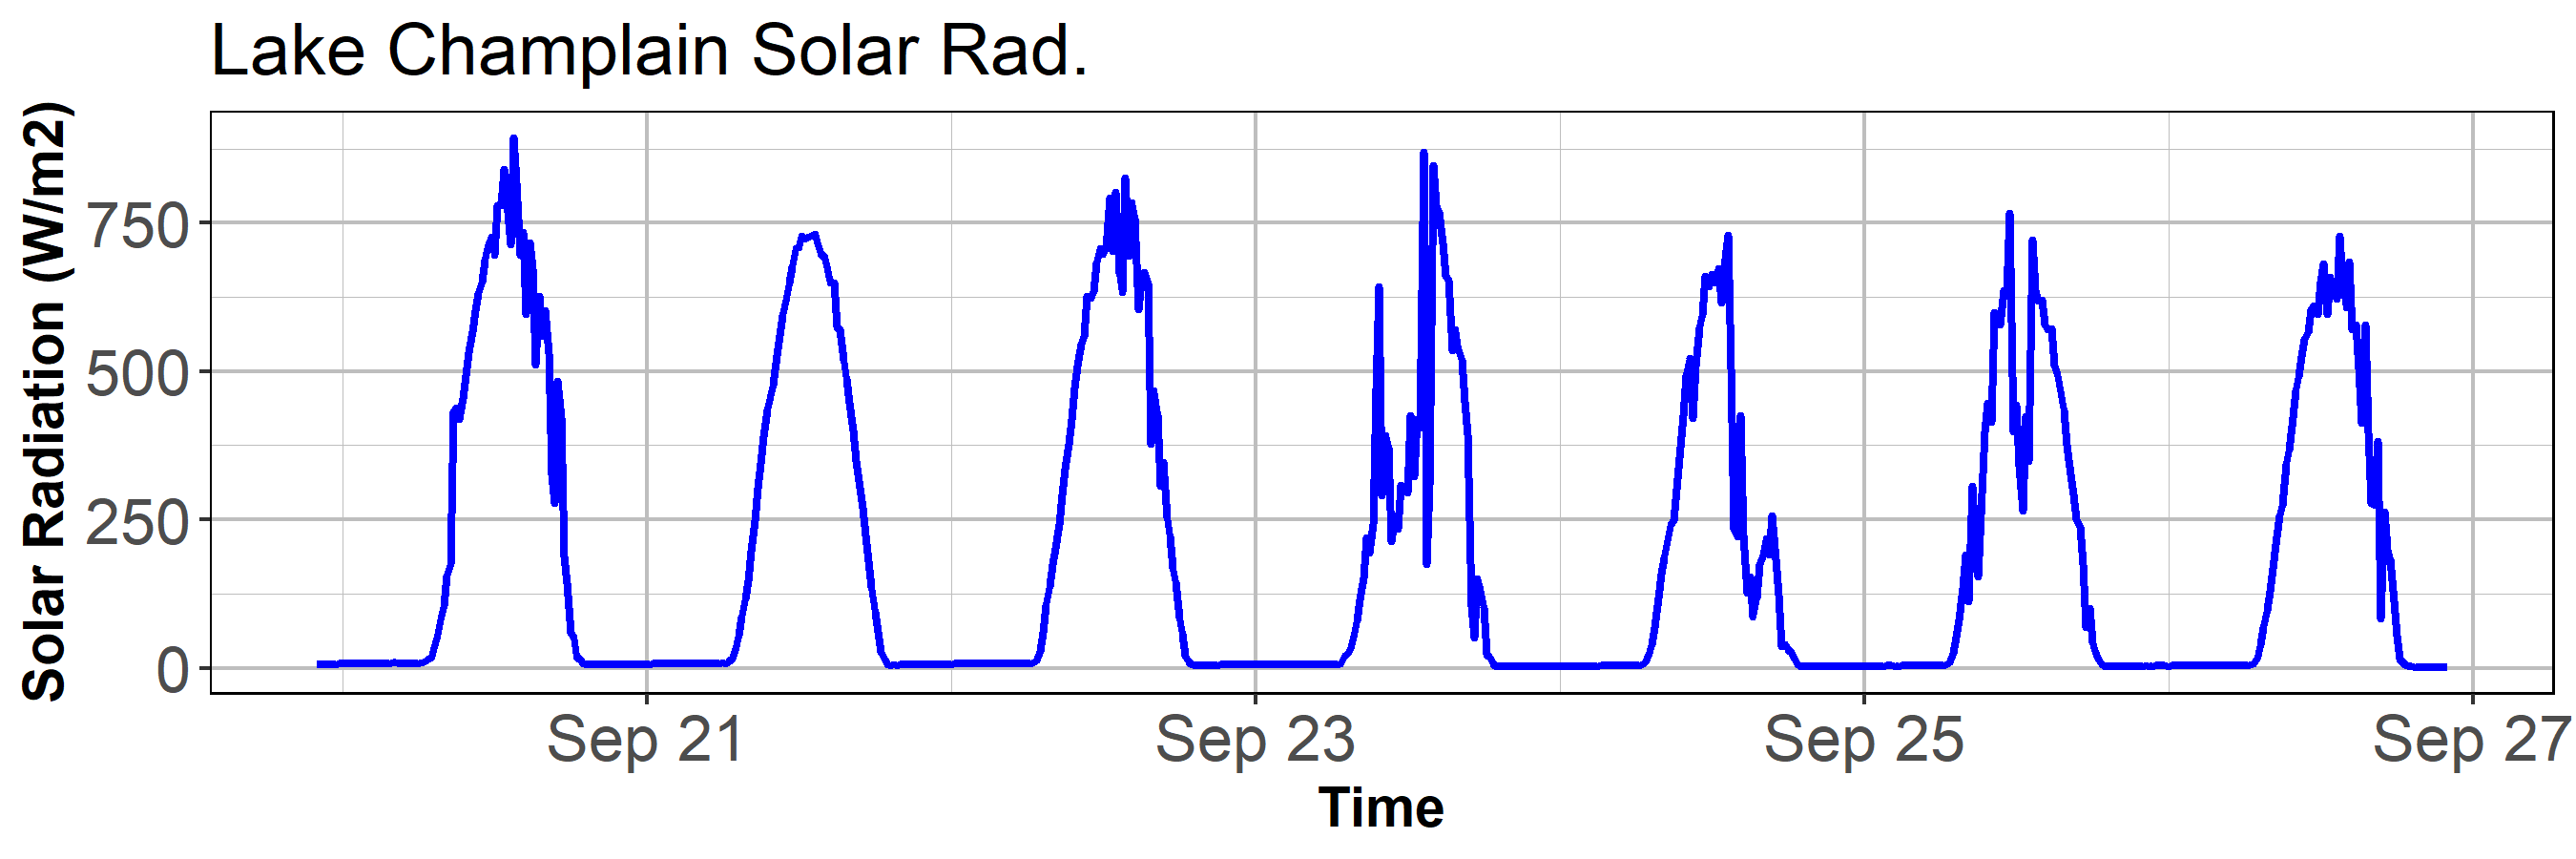 Lake Champlain Solar Rad.
Solar Radiation (W/m2)
750
500
250
0
Sep 21
Sep 23
Sep 25
Sep 27
Time